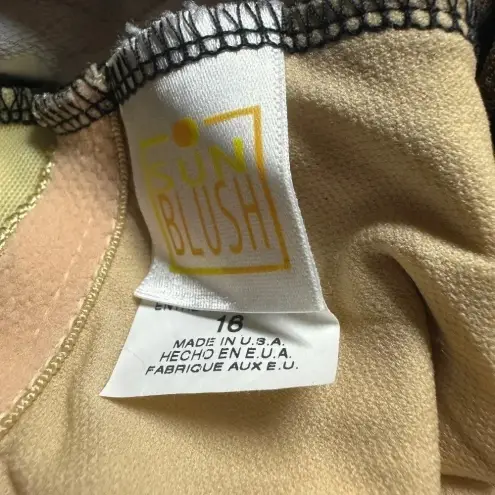 SUN
BLUSH
18
MADE IN U.S.A.
HECHO EN E.U.A.
FABRIQUE AUX E.U.